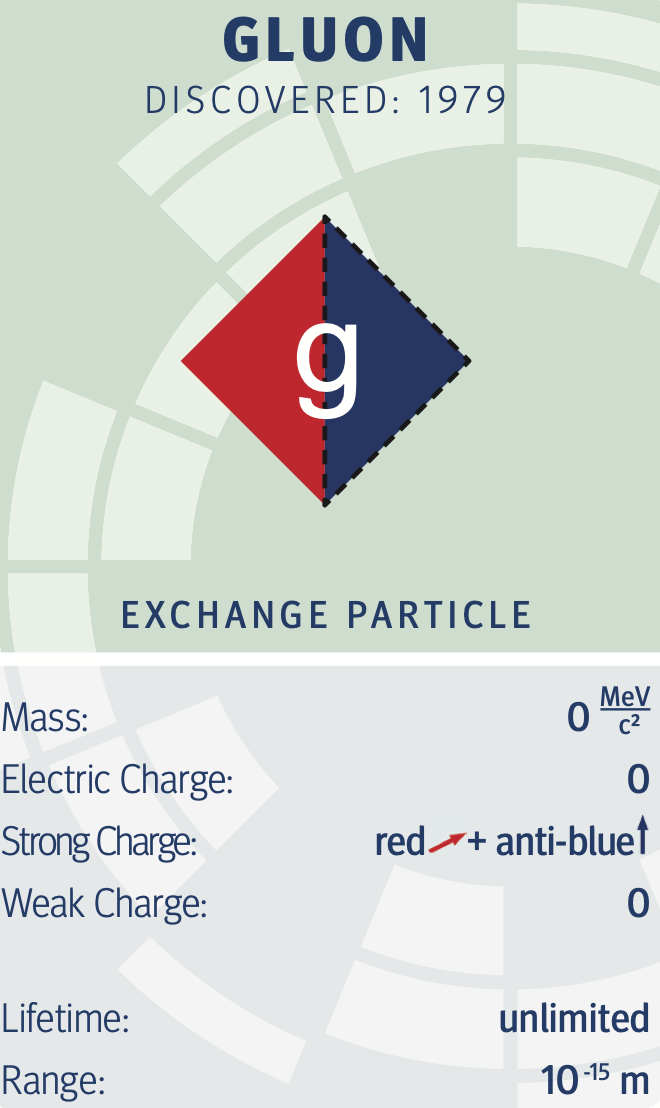 GLUON
DISCOVERED: 1979
g
EXCHANGE PARTICLE
Mass: 0 MeV/c²
Electric Charge: 0
Strong Charge: red + anti-blue
Weak Charge: 0
Lifetime: unlimited
Range: 10⁻¹⁵ m